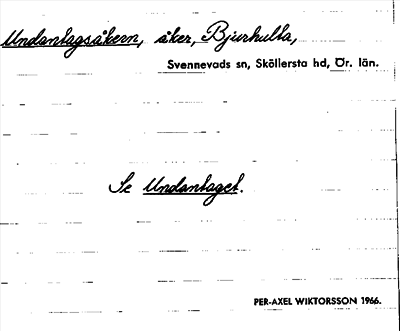 Undantagsåkern, åker, Bjurhulta,
Svennevads sn, Sköllersta hd, Ör. län.
Se Undantaget.
PER-AXEL WIKTORSSON 1966.